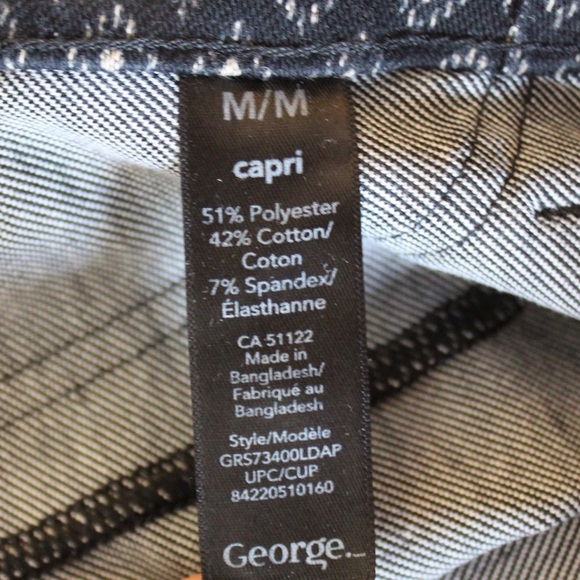 M/M
capri
51% Polyester
42% Cotton/
Coton
7% Spandex/
Élasthanne
CA 51122
Made in
Bangladesh/
Fabriqué au
Bangladesh
Style/Modèle
GRS73400LDAP
UPC/CUP
84220510160
George.